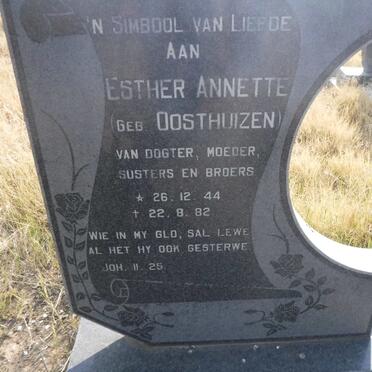 'N SIMBOOL VAN LIEFDE
AAN
ESTHER ANNETTE
(GEB OOSTHUIZEN)
VAN DOGTER, MOEDER,
SUSTERS EN BROERS
* 26.12.44
† 22.8.82
WIE IN MY GLO, SAL LEWE
AL HET HY OOK GESTERWE
JOH. 11.25